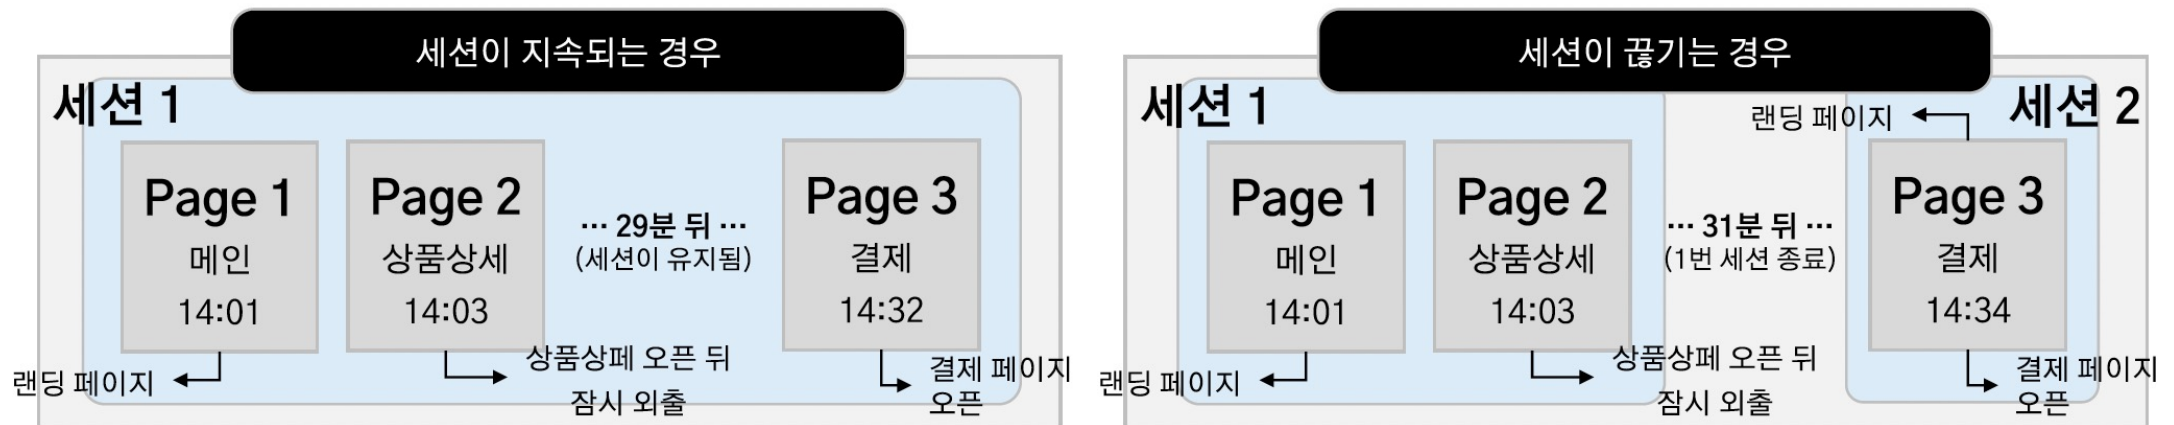 세션이 지속되는 경우
세션 1
Page 1
메인
14:01
랜딩 페이지
Page 2
상품상세
14:03
상품상페 오픈 뒤
잠시 외출
··· 29분 뒤 ···
(세션이 유지됨)
Page 3
결제
14:32
결제 페이지
오픈
세션이 끊기는 경우
세션 1
Page 1
메인
14:01
랜딩 페이지
Page 2
상품상세
14:03
상품상페 오픈 뒤
잠시 외출
··· 31분 뒤 ···
(1번 세션 종료)
세션 2
랜딩 페이지
Page 3
결제
14:34
결제 페이지
오픈